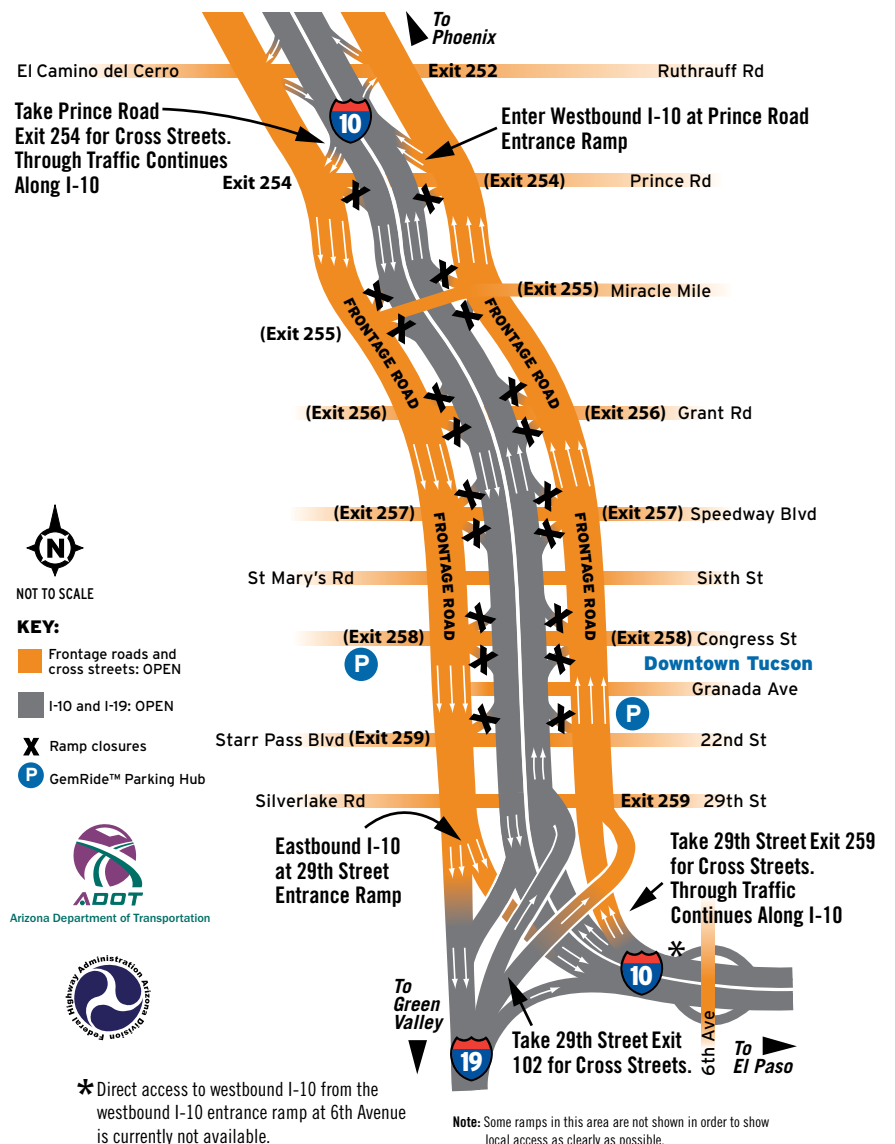 To
Phoenix
El Camino del Cerro
Exit 252
Ruthrauff Rd
Take Prince Road
Exit 254 for Cross Streets.
Through Traffic Continues
Along I-10
10
Enter Westbound I-10 at Prince Road
Entrance Ramp
Exit 254
(Exit 254)
Prince Rd
(Exit 255) Miracle Mile
(Exit 255)
FRONTAGE ROAD
FRONTAGE ROAD
(Exit 256)
(Exit 256) Grant Rd
(Exit 257)
(Exit 257) Speedway Blvd
FRONTAGE ROAD
FRONTAGE ROAD
N
NOT TO SCALE
St Mary's Rd
Sixth St
KEY:
Frontage roads and
cross streets: OPEN
I-10 and I-19: OPEN
X Ramp closures
P GemRide™ Parking Hub
(Exit 258)
(Exit 258) Congress St
P
Downtown Tucson
Granada Ave
P
Starr Pass Blvd (Exit 259)
22nd St
Silverlake Rd
Exit 259
29th St
Eastbound I-10
at 29th Street
Entrance Ramp
Take 29th Street Exit 259
for Cross Streets.
Through Traffic
Continues Along I-10
ADOT
Arizona Department of Transportation
Federal Highway Administration Arizona Division
10
*
6th Ave
To
Green
Valley
19
Take 29th Street Exit
102 for Cross Streets.
To
El Paso
* Direct access to westbound I-10 from the
westbound I-10 entrance ramp at 6th Avenue
is currently not available.
Note: Some ramps in this area are not shown in order to show
local access as clearly as possible.